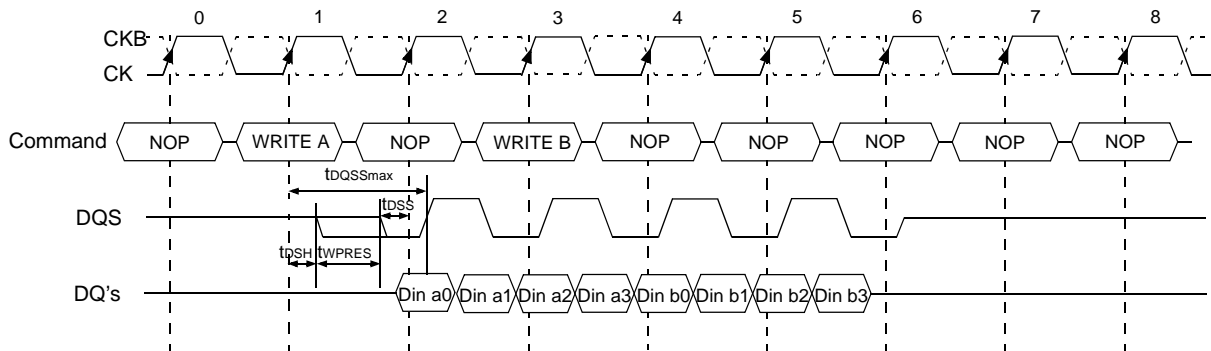 0 1 2 3 4 5 6 7 8
CKB
CK
Command NOP WRITE A NOP WRITE B NOP NOP NOP NOP NOP
tDQSSmax
tDSS
DQS
tDSH tWPRES
DQ's Din a0 Din a1 Din a2 Din a3 Din b0 Din b1 Din b2 Din b3